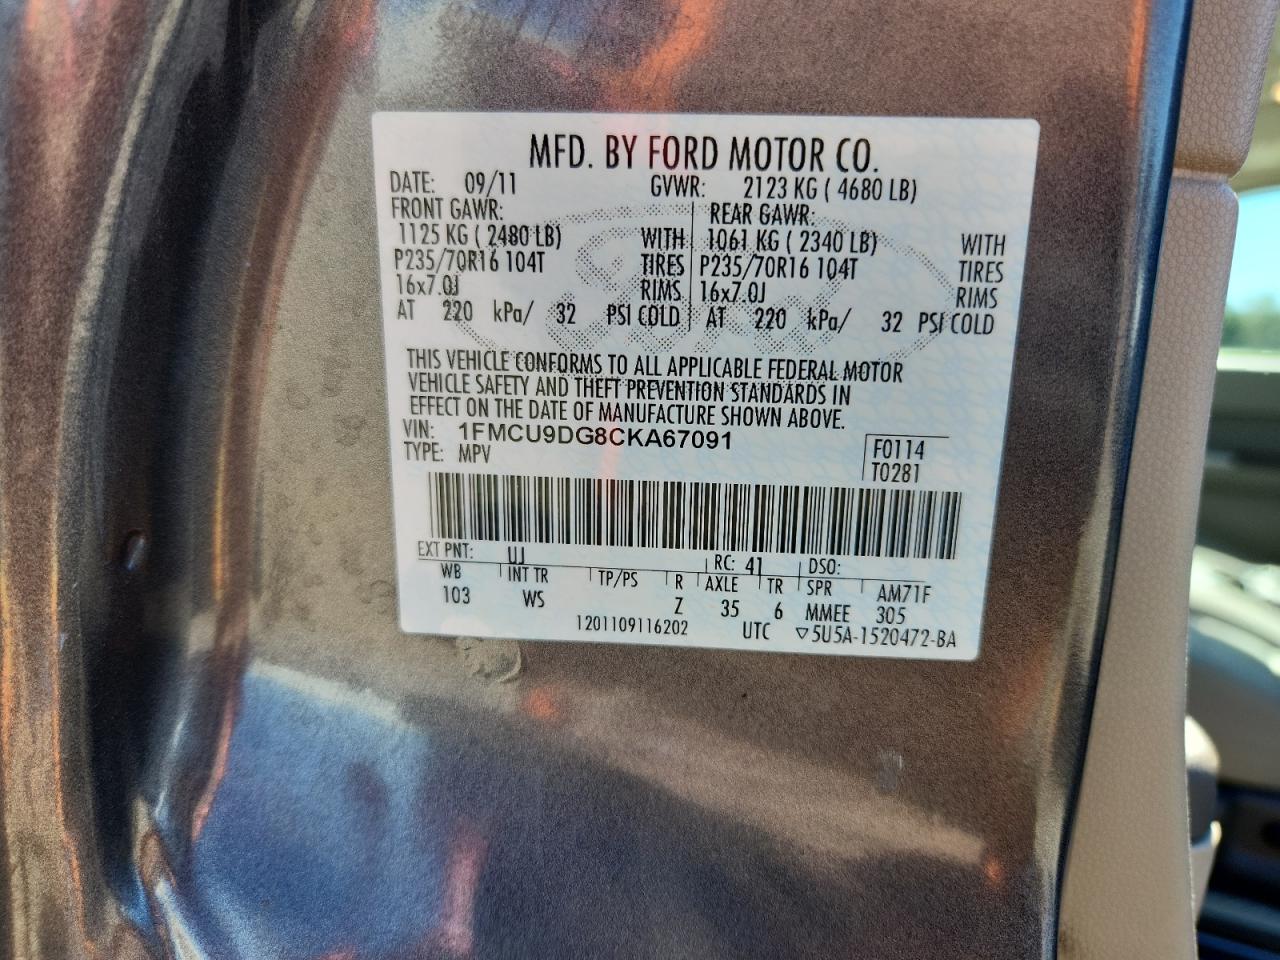 MFD. BY FORD MOTOR CO.
DATE: 09/11 GVWR: 2123 KG ( 4680 LB)
FRONT GAWR: REAR GAWR:
1125 KG ( 2480 LB) WITH 1061 KG ( 2340 LB) WITH
P235/70R16 104T TIRES P235/70R16 104T TIRES
16x7.0J RIMS 16x7.0J RIMS
AT 220 kPa/ 32 PSI COLD AT 220 kPa/ 32 PSI COLD
THIS VEHICLE CONFORMS TO ALL APPLICABLE FEDERAL MOTOR
VEHICLE SAFETY AND THEFT PREVENTION STANDARDS IN
EFFECT ON THE DATE OF MANUFACTURE SHOWN ABOVE.
VIN: 1FMCU9DG8CKA67091
TYPE: MPV
F0114
T0281
EXT PNT: UJ RC: 41 DSO:
WB INT TR TP/PS R AXLE TR SPR AM71F
103 WS Z 35 6 MMEE 305
1201109116202 UTC ▽5U5A-1520472-BA